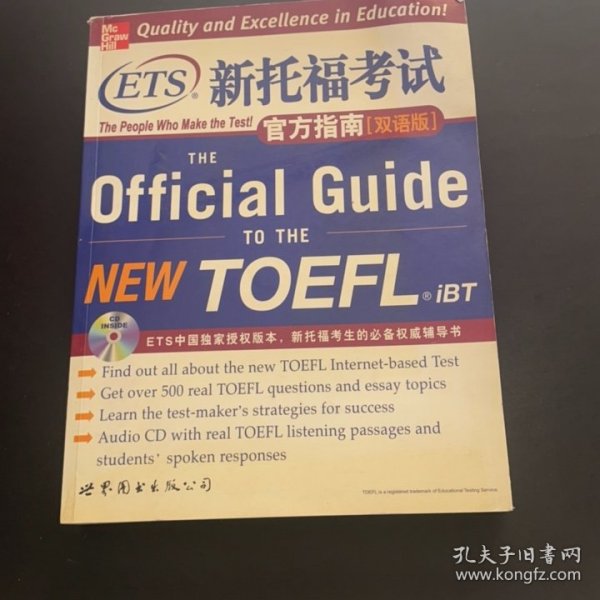 Mc
Graw
Hill
Quality and Excellence in Education!
ETS®
新托福考试
The People Who Make the Test!
官方指南[双语版]
THE
Official Guide
TO THE
NEW TOEFL® iBT
CD
INSIDE
ETS中国独家授权版本，新托福考生的必备权威辅导书
Find out all about the new TOEFL Internet-based Test
Get over 500 real TOEFL questions and essay topics
Learn the test-maker's strategies for success
Audio CD with real TOEFL listening passages and
students' spoken responses
世界图书出版公司
TOEFL is a registered trademark of Educational Testing Service
孔夫子旧书网
www.kongfz.com